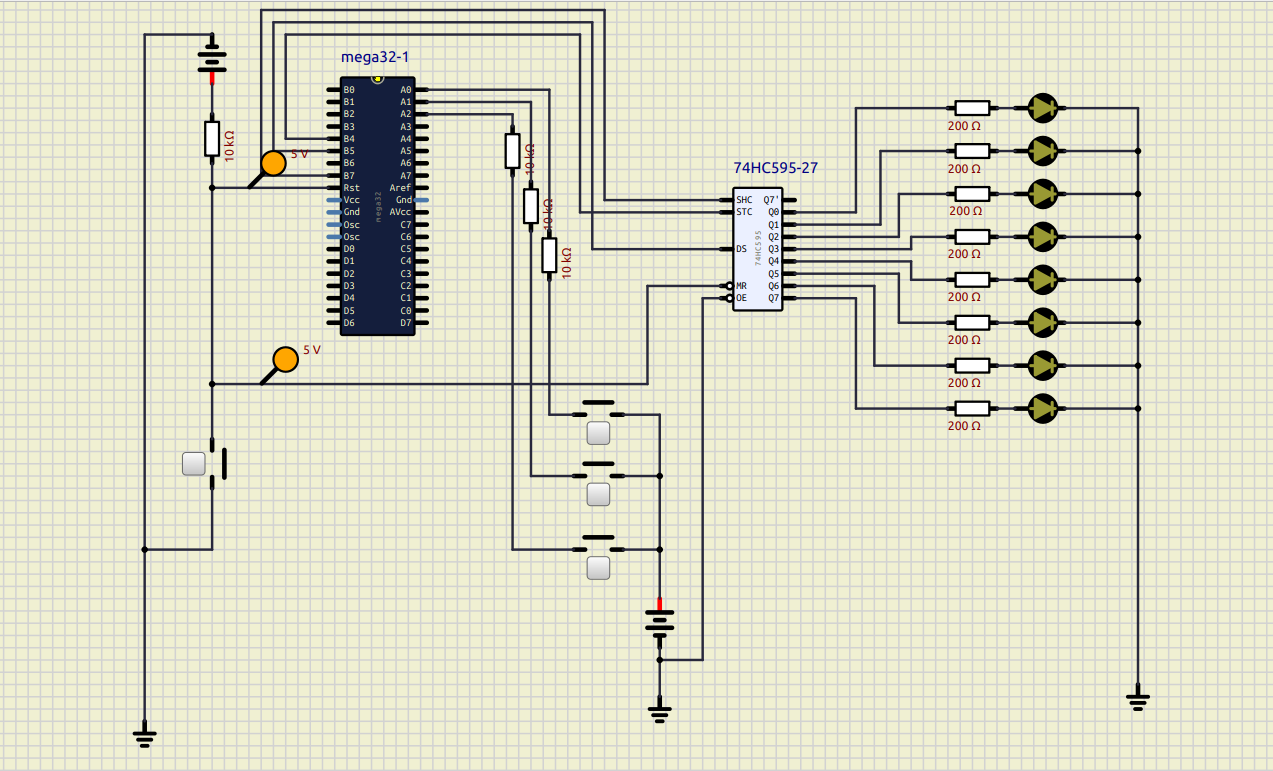 mega32-1
B0 A0
B1 A1
B2 A2
B3 A3
B4 A4
B5 A5
B6 A6
B7 A7
Rst Aref
Vcc Gnd
Gnd AVcc
Osc C7
Osc C6
D0 C5
D1 C4
D2 C3
D3 C2
D4 C1
D5 C0
D6 D7
mega32
10 kΩ
5 V
5 V
10 kΩ
10 kΩ
10 kΩ
74HC595-27
SHC Q7'
STC Q0
Q1
Q2
DS Q3
Q4
Q5
MR Q6
OE Q7
74HC595
200 Ω
200 Ω
200 Ω
200 Ω
200 Ω
200 Ω
200 Ω
200 Ω